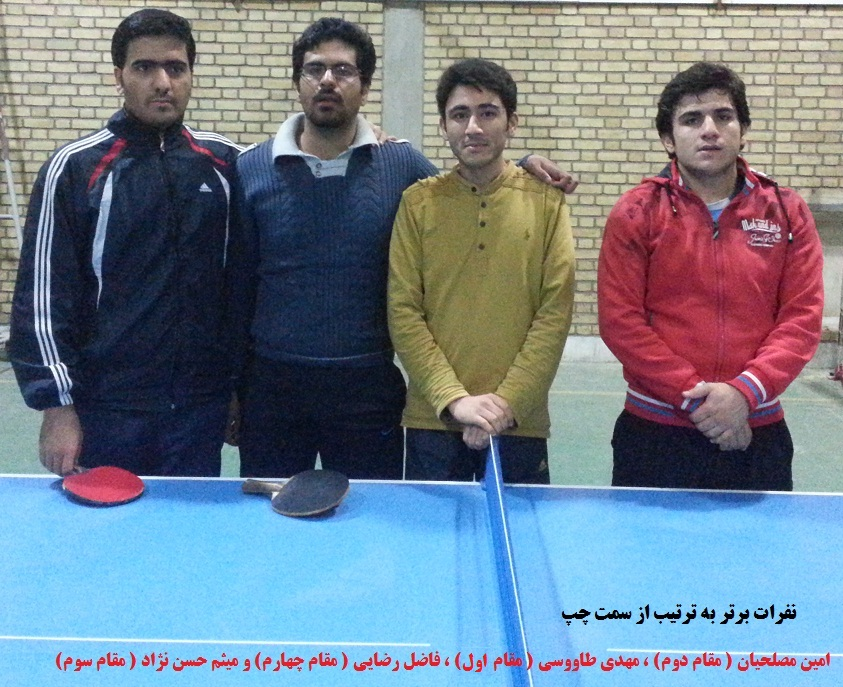 adidas
نفرات برتر به ترتیب از سمت چپ
امین مصلحیان ( مقام دوم) ، مهدی طاووسی ( مقام اول) ، فاضل رضایی ( مقام چهارم) و میثم حسن نژاد ( مقام سوم)